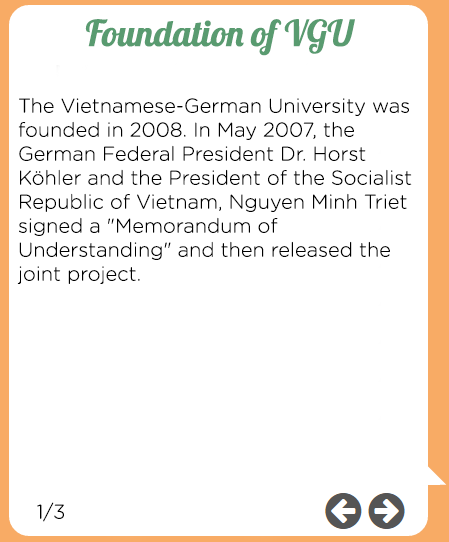 Foundation of VGU
The Vietnamese-German University was
founded in 2008. In May 2007, the
German Federal President Dr. Horst
Köhler and the President of the Socialist
Republic of Vietnam, Nguyen Minh Triet
signed a "Memorandum of
Understanding" and then released the
joint project.
1/3